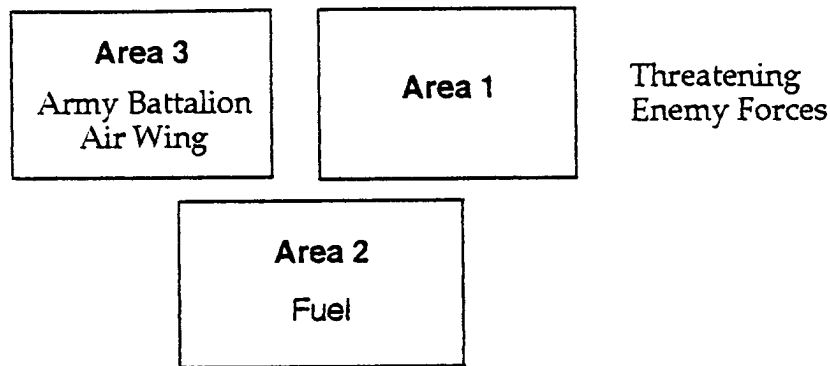 Area 3
Army Battalion
Air Wing
Area 1
Threatening
Enemy Forces
Area 2
Fuel